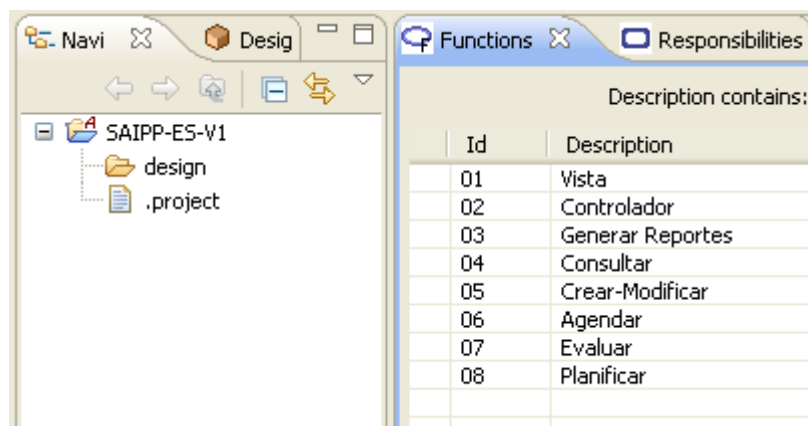 Navi
Desig
SAIPP-ES-V1
design
.project
Functions
Responsibilities
Description contains:
Id Description
01 Vista
02 Controlador
03 Generar Reportes
04 Consultar
05 Crear-Modificar
06 Agendar
07 Evaluar
08 Planificar